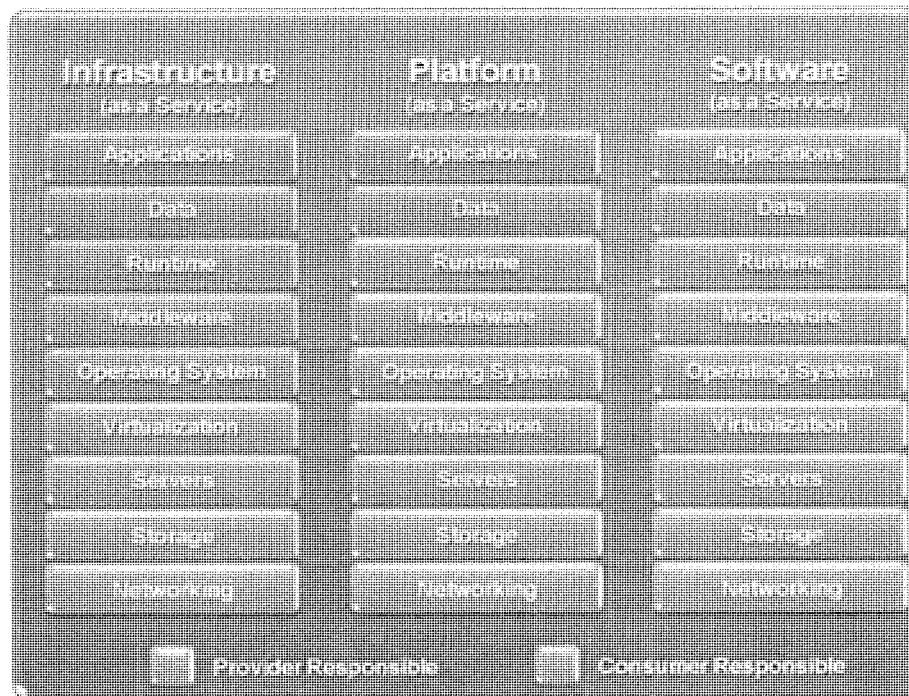 Infrastructure
(as a Service)
Applications
Data
Runtime
Middleware
Operating System
Virtualization
Servers
Storage
Networking
Platform
(as a Service)
Applications
Data
Runtime
Middleware
Operating System
Virtualization
Servers
Storage
Networking
Software
(as a Service)
Applications
Data
Runtime
Middleware
Operating System
Virtualization
Servers
Storage
Networking
Provider Responsible
Consumer Responsible